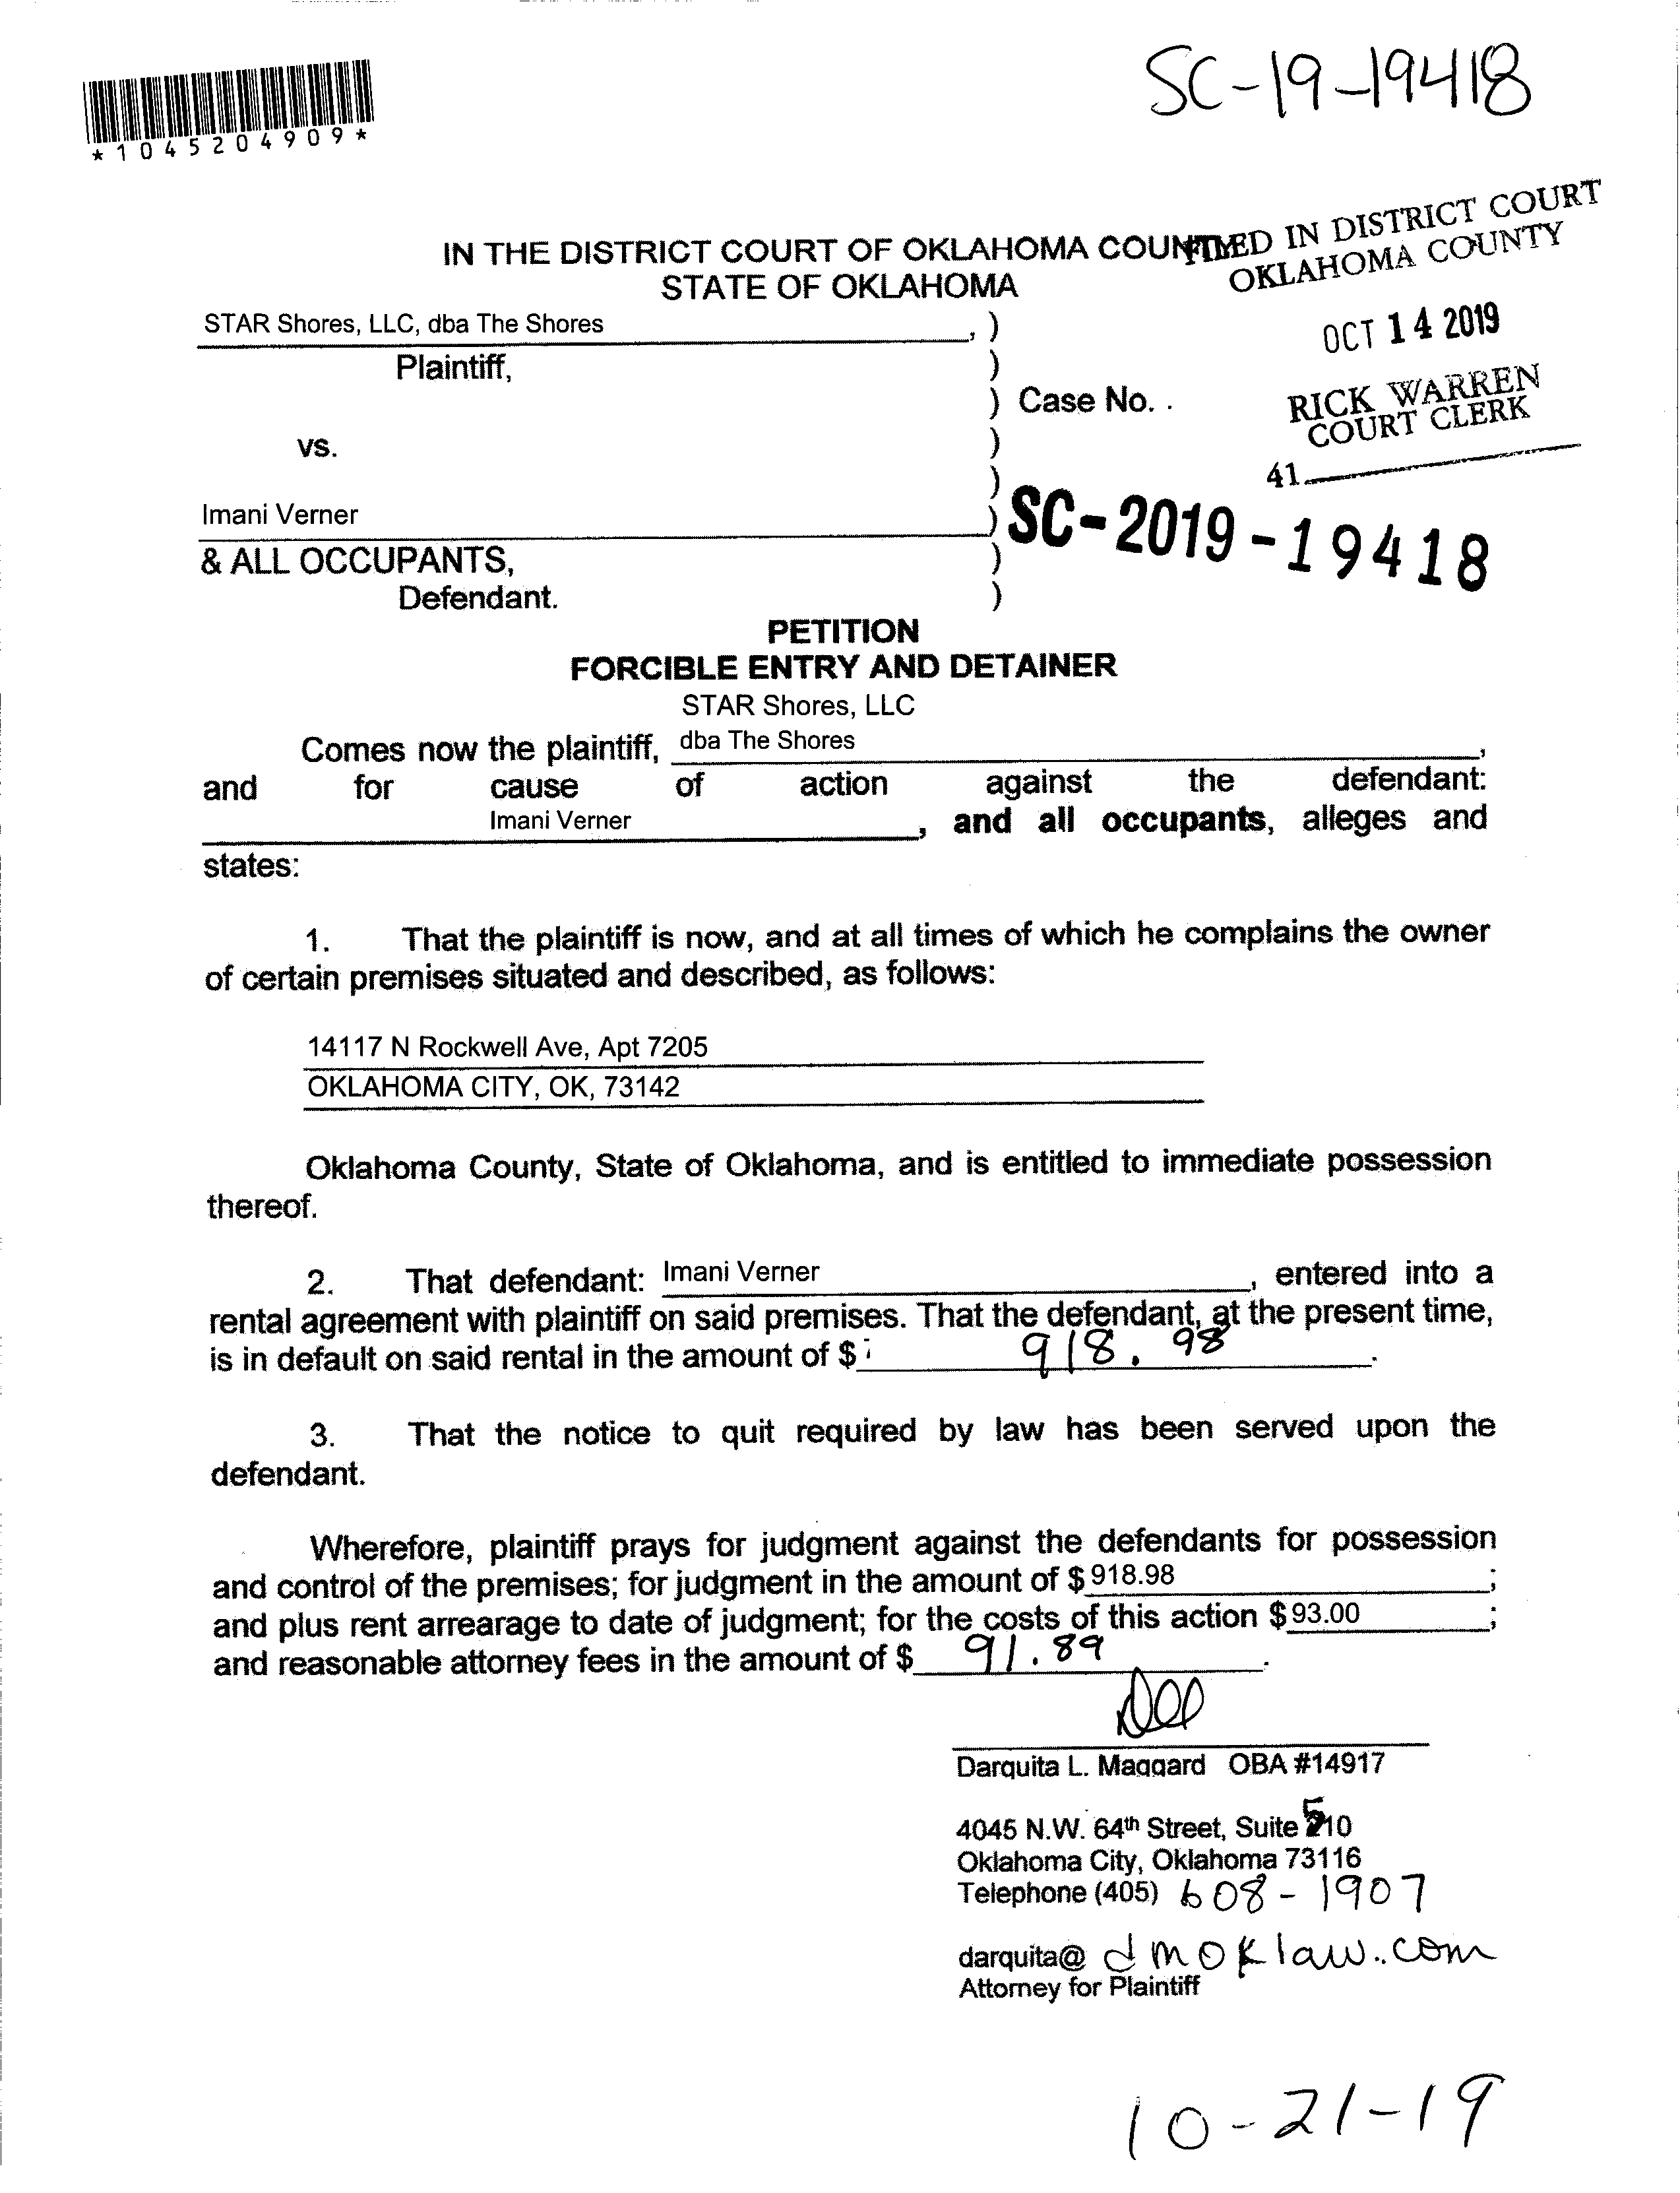 SC-19-19418
*1045204909*
IN THE DISTRICT COURT OF OKLAHOMA COUNTY
STATE OF OKLAHOMA
FILED IN DISTRICT COURT
OKLAHOMA COUNTY
OCT 14 2019
RICK WARREN
COURT CLERK
41
STAR Shores, LLC, dba The Shores , )
Plaintiff, )
) Case No. .
vs. )
)
Imani Verner ) SC-2019-19418
& ALL OCCUPANTS, )
Defendant. )
PETITION
FORCIBLE ENTRY AND DETAINER
STAR Shores, LLC
Comes now the plaintiff, dba The Shores ,
and for cause of action against the defendant:
Imani Verner , and all occupants, alleges and
states:
1. That the plaintiff is now, and at all times of which he complains the owner
of certain premises situated and described, as follows:
14117 N Rockwell Ave, Apt 7205
OKLAHOMA CITY, OK, 73142
Oklahoma County, State of Oklahoma, and is entitled to immediate possession
thereof.
2. That defendant: Imani Verner , entered into a
rental agreement with plaintiff on said premises. That the defendant, at the present time,
is in default on said rental in the amount of $ 918.98 .
3. That the notice to quit required by law has been served upon the
defendant.
Wherefore, plaintiff prays for judgment against the defendants for possession
and control of the premises; for judgment in the amount of $ 918.98 ;
and plus rent arrearage to date of judgment; for the costs of this action $ 93.00 ;
and reasonable attorney fees in the amount of $ 91.89 .
Darquita L. Maggard OBA #14917
4045 N.W. 64th Street, Suite 510
Oklahoma City, Oklahoma 73116
Telephone (405) 608-1907
darquita@ dmoklaw.com
Attorney for Plaintiff
10-21-19